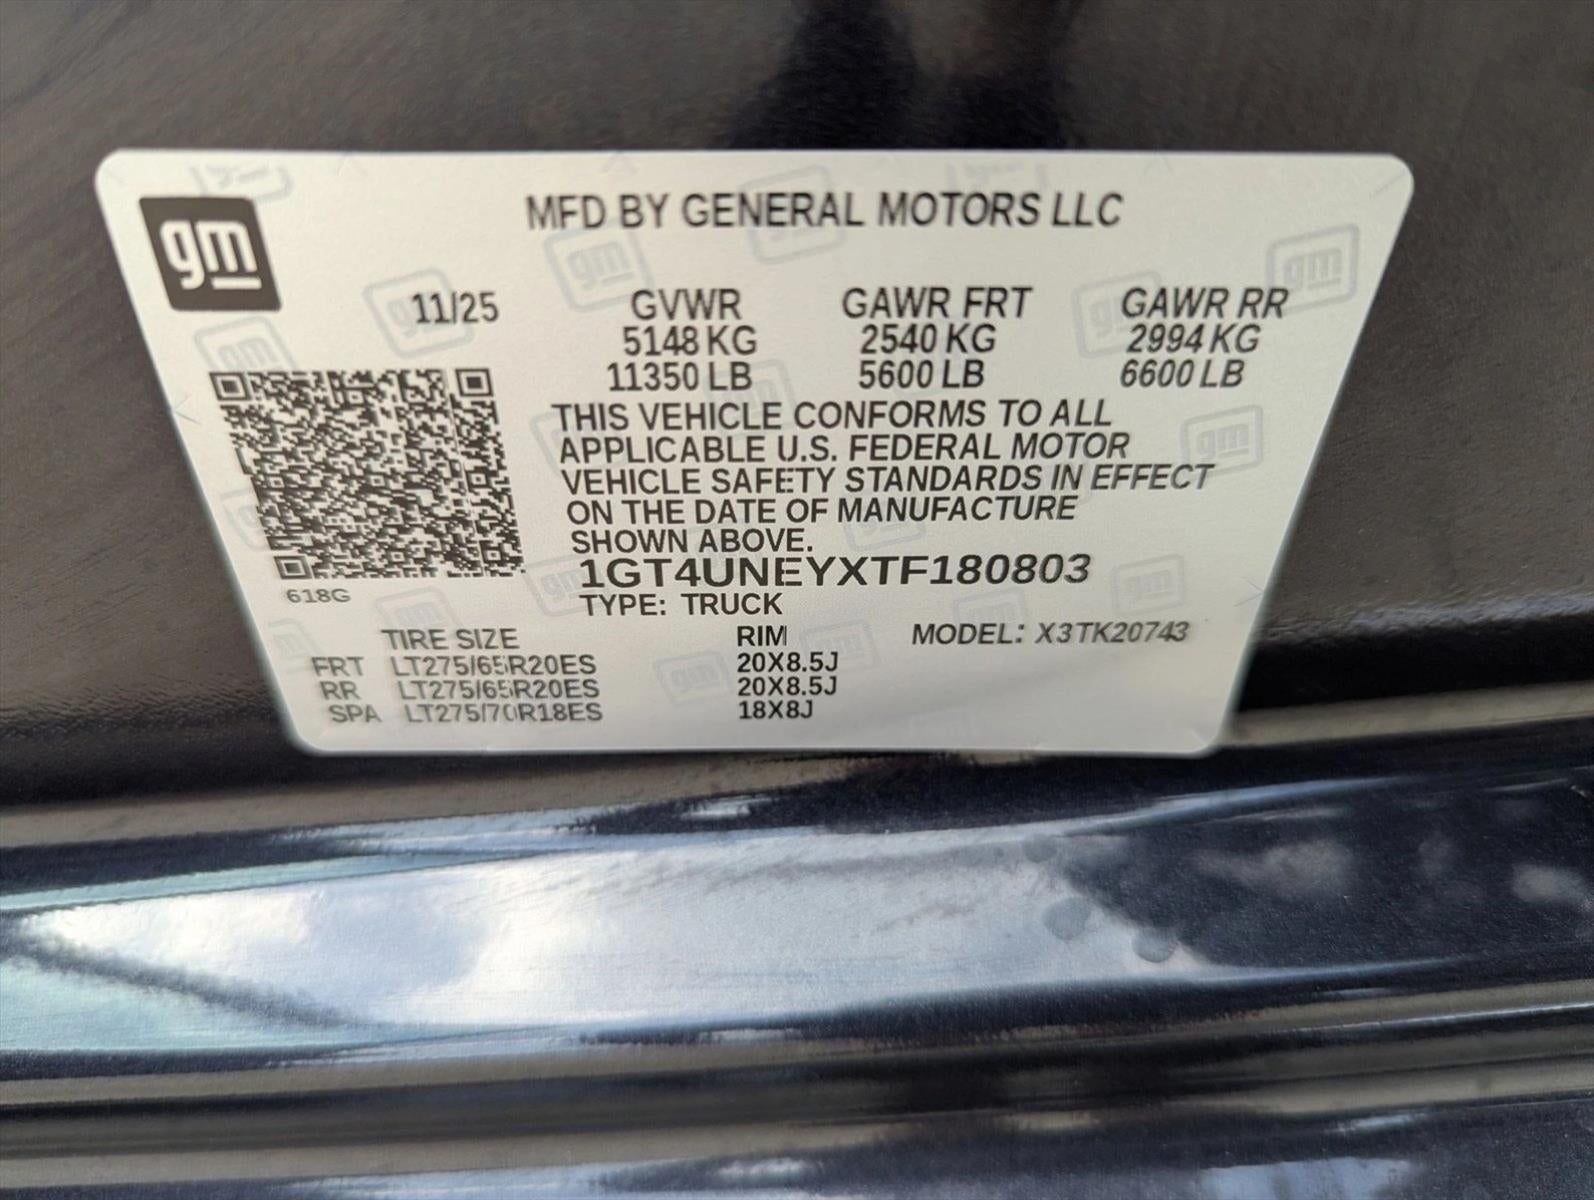 gm
MFD BY GENERAL MOTORS LLC
11/25 GVWR GAWR FRT GAWR RR
5148 KG 2540 KG 2994 KG
11350 LB 5600 LB 6600 LB
THIS VEHICLE CONFORMS TO ALL
APPLICABLE U.S. FEDERAL MOTOR
VEHICLE SAFETY STANDARDS IN EFFECT
ON THE DATE OF MANUFACTURE
SHOWN ABOVE.
1GT4UNEYXTF180803
618G
TYPE: TRUCK
TIRE SIZE RIM MODEL: X3TK20743
FRT LT275/65R20ES 20X8.5J
RR LT275/65R20ES 20X8.5J
SPA LT275/70R18ES 18X8J